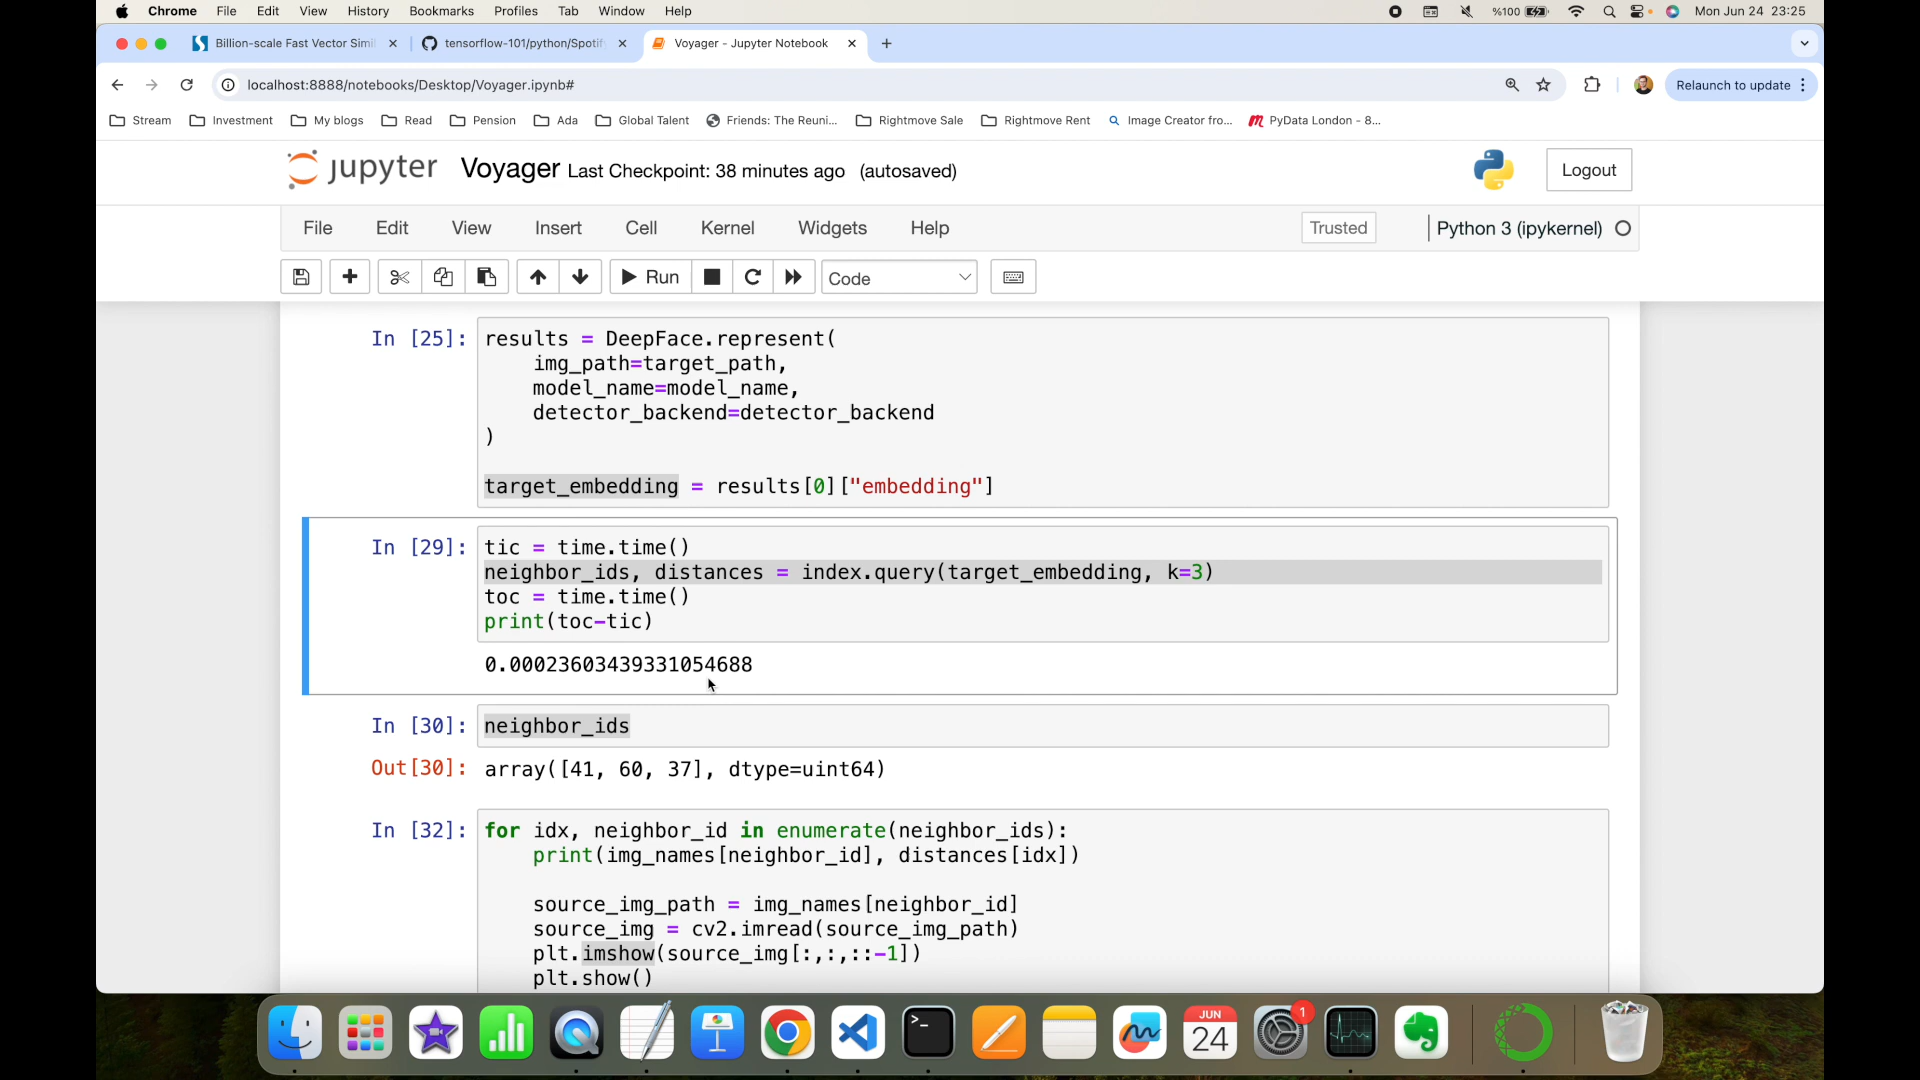 Chrome File Edit View History Bookmarks Profiles Tab Window Help %100 Mon Jun 24 23:25
Billion-scale Fast Vector Simil tensorflow-101/python/Spotif Voyager - Jupyter Notebook
localhost:8888/notebooks/Desktop/Voyager.ipynb# Relaunch to update
Stream Investment My blogs Read Pension Ada Global Talent Friends: The Reuni... Rightmove Sale Rightmove Rent Image Creator fro... PyData London - 8...
jupyter Voyager Last Checkpoint: 38 minutes ago (autosaved) Logout
File Edit View Insert Cell Kernel Widgets Help Trusted Python 3 (ipykernel)
Run Code
In [25]: results = DeepFace.represent(
img_path=target_path,
model_name=model_name,
detector_backend=detector_backend
)
target_embedding = results[0]["embedding"]
In [29]: tic = time.time()
neighbor_ids, distances = index.query(target_embedding, k=3)
toc = time.time()
print(toc-tic)
0.00023603439331054688
In [30]: neighbor_ids
Out[30]: array([41, 60, 37], dtype=uint64)
In [32]: for idx, neighbor_id in enumerate(neighbor_ids):
print(img_names[neighbor_id], distances[idx])
source_img_path = img_names[neighbor_id]
source_img = cv2.imread(source_img_path)
plt.imshow(source_img[:,:,::-1])
plt.show()
JUN
24
1